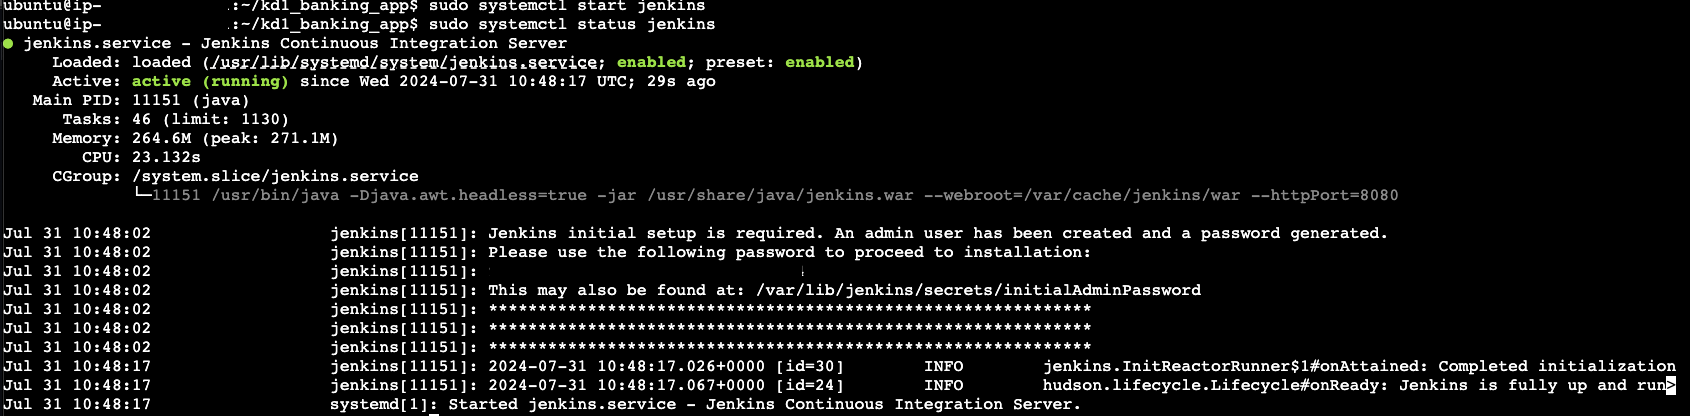 ubuntu@ip- :~/kd1_banking_app$ sudo systemctl start jenkins
ubuntu@ip- :~/kd1_banking_app$ sudo systemctl status jenkins
● jenkins.service - Jenkins Continuous Integration Server
Loaded: loaded (/usr/lib/systemd/system/jenkins.service; enabled; preset: enabled)
Active: active (running) since Wed 2024-07-31 10:48:17 UTC; 29s ago
Main PID: 11151 (java)
Tasks: 46 (limit: 1130)
Memory: 264.6M (peak: 271.1M)
CPU: 23.132s
CGroup: /system.slice/jenkins.service
└─11151 /usr/bin/java -Djava.awt.headless=true -jar /usr/share/java/jenkins.war --webroot=/var/cache/jenkins/war --httpPort=8080
Jul 31 10:48:02 jenkins[11151]: Jenkins initial setup is required. An admin user has been created and a password generated.
Jul 31 10:48:02 jenkins[11151]: Please use the following password to proceed to installation:
Jul 31 10:48:02 jenkins[11151]:
Jul 31 10:48:02 jenkins[11151]: This may also be found at: /var/lib/jenkins/secrets/initialAdminPassword
Jul 31 10:48:02 jenkins[11151]: *************************************************************
Jul 31 10:48:02 jenkins[11151]: *************************************************************
Jul 31 10:48:02 jenkins[11151]: *************************************************************
Jul 31 10:48:17 jenkins[11151]: 2024-07-31 10:48:17.026+0000 [id=30] INFO jenkins.InitReactorRunner$1#onAttained: Completed initialization
Jul 31 10:48:17 jenkins[11151]: 2024-07-31 10:48:17.067+0000 [id=24] INFO hudson.lifecycle.Lifecycle#onReady: Jenkins is fully up and run>
Jul 31 10:48:17 systemd[1]: Started jenkins.service - Jenkins Continuous Integration Server.